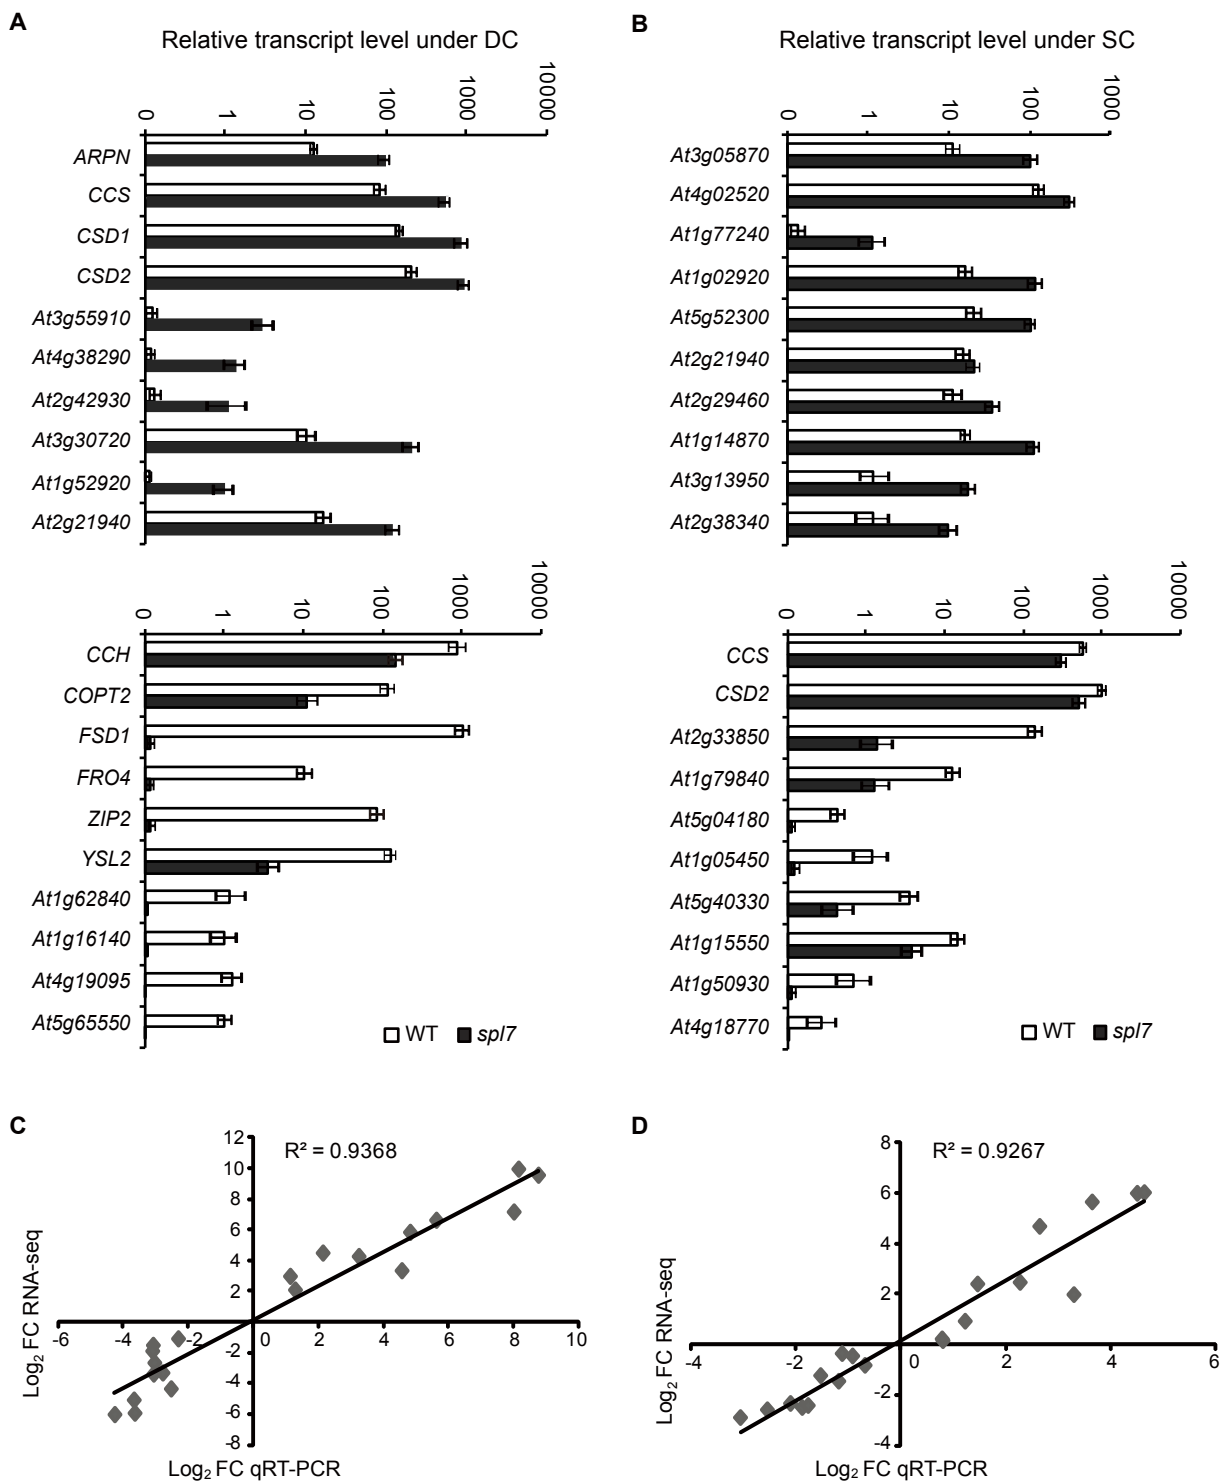 A
Relative transcript level under DC
0 1 10 100 1000 10000
ARPN
CCS
CSD1
CSD2
At3g55910
At4g38290
At2g42930
At3g30720
At1g52920
At2g21940
0 1 10 100 1000 10000
CCH
COPT2
FSD1
FRO4
ZIP2
YSL2
At1g62840
At1g16140
At4g19095
At5g65550
WT spl7
B
Relative transcript level under SC
0 1 10 100 1000
At3g05870
At4g02520
At1g77240
At1g02920
At5g52300
At2g21940
At2g29460
At1g14870
At3g13950
At2g38340
0 1 10 100 1000 10000
CCS
CSD2
At2g33850
At1g79840
At5g04180
At1g05450
At5g40330
At1g15550
At1g50930
At4g18770
WT spl7
C
R² = 0.9368
Log2 FC RNA-seq
12
10
8
6
4
2
-6 -4 -2 0 2 4 6 8 10
-2
-4
-6
-8
Log2 FC qRT-PCR
D
R² = 0.9267
Log2 FC RNA-seq
8
6
4
2
-4 -2 0 2 4 6
-2
-4
Log2 FC qRT-PCR